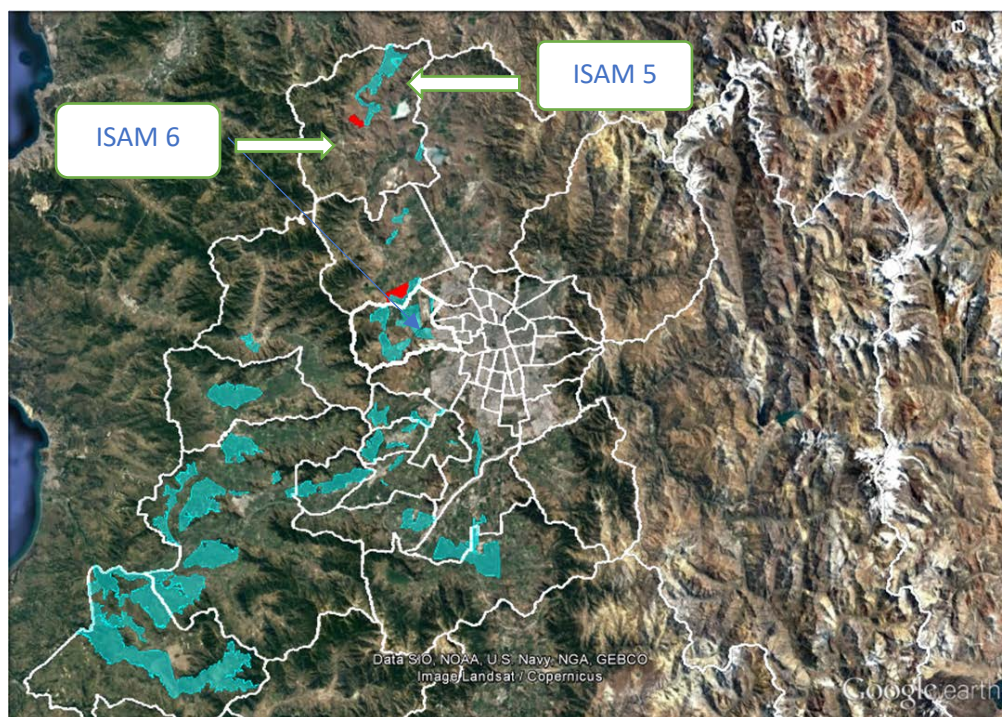 N
ISAM 5
ISAM 6
Data SIO, NOAA, U.S. Navy, NGA, GEBCO
Image Landsat / Copernicus
Google earth